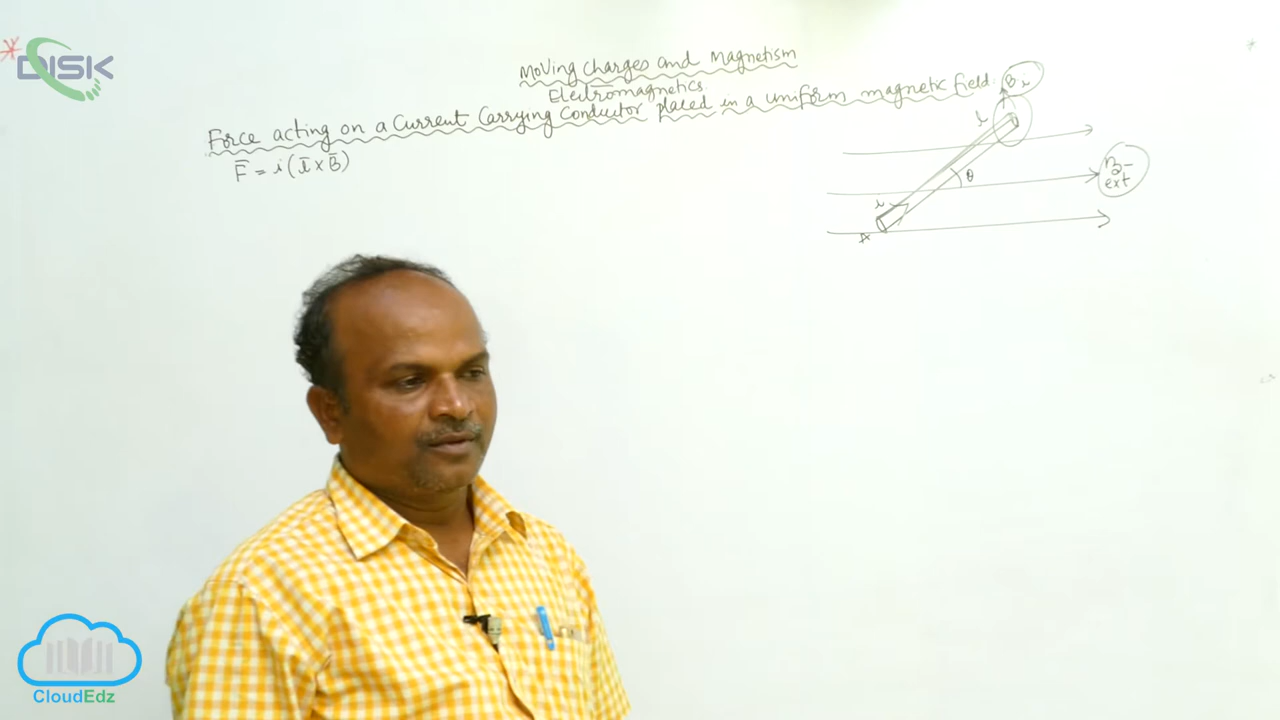 DISK
Moving Charges and Magnetism
Electromagnetics
Force acting on a Current Carrying Conductor placed in a uniform magnetic field.
F̅ = i(l̅ × B̅)
B i
l
θ
B-
ext
i
A
CloudEdz